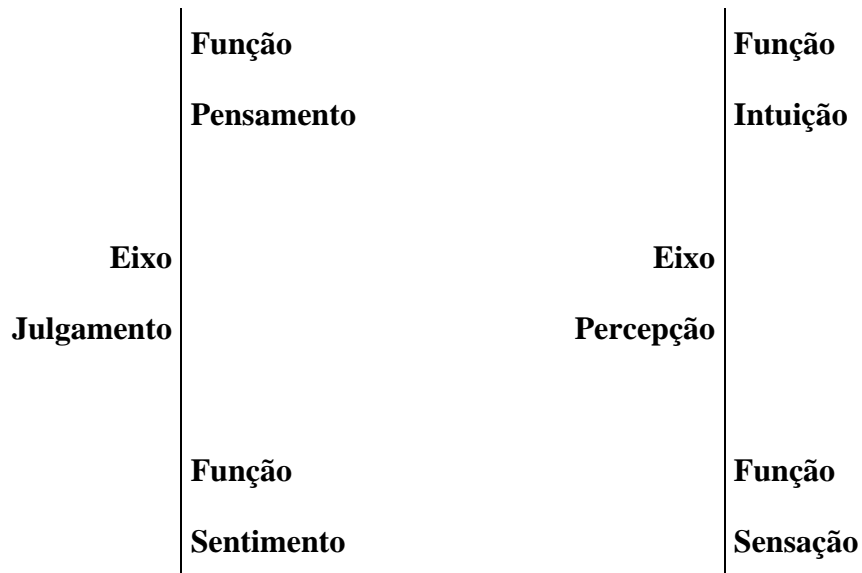 Função
Pensamento
Eixo
Julgamento
Função
Sentimento
Função
Intuição
Eixo
Percepção
Função
Sensação